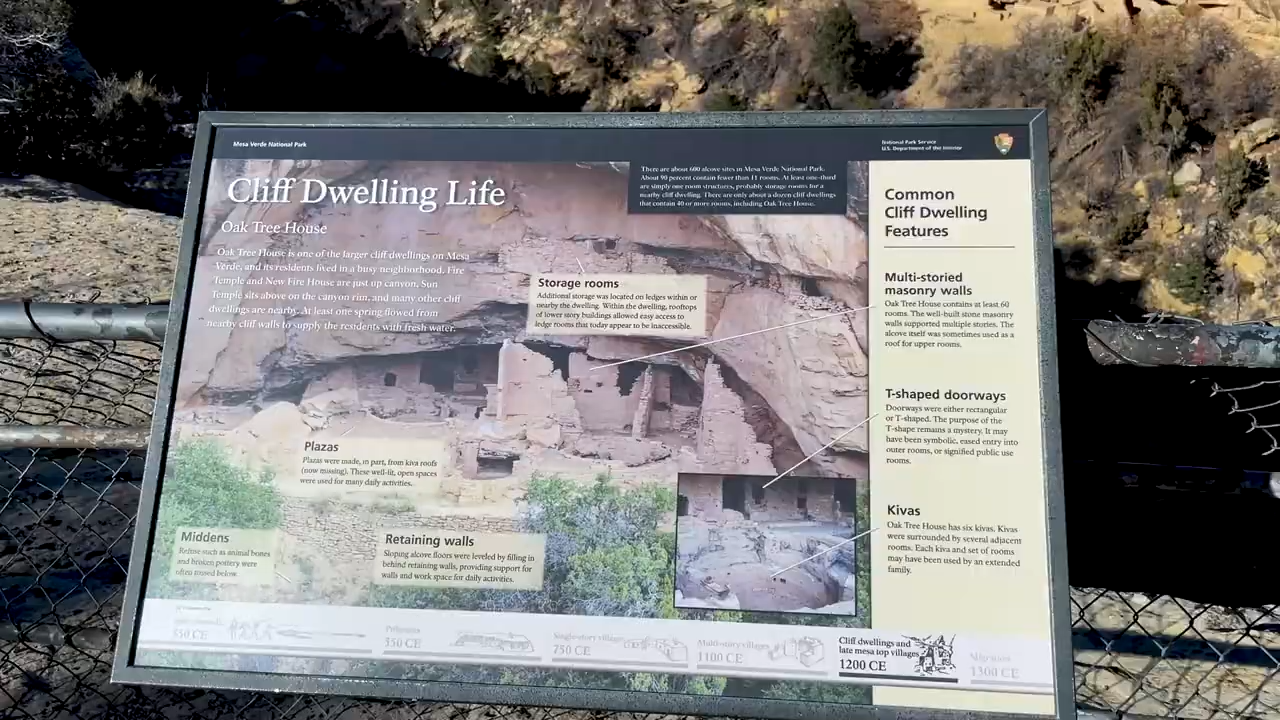 Mesa Verde National Park
National Park Service
U.S. Department of the Interior
Cliff Dwelling Life
Oak Tree House
Oak Tree House is one of the larger cliff dwellings on Mesa
Verde, and its residents lived in a busy neighborhood. Fire
Temple and New Fire House are just up canyon, Sun
Temple sits above on the canyon rim, and many other cliff
dwellings are nearby. At least one spring flowed from
nearby cliff walls to supply the residents with fresh water.
There are about 600 alcove sites in Mesa Verde National Park.
About 90 percent contain fewer than 11 rooms. At least one-third
are simply one room structures, probably storage rooms for a
nearby cliff dwelling. There are only about a dozen cliff dwellings
that contain 40 or more rooms, including Oak Tree House.
Storage rooms
Additional storage was located on ledges within or
nearby the dwelling. Within the dwelling, rooftops
of lower story buildings allowed easy access to
ledge rooms that today appear to be inaccessible.
Plazas
Plazas were made, in part, from kiva roofs
(now missing). These well-lit, open spaces
were used for many daily activities.
Middens
Refuse such as animal bones
and broken pottery were
often tossed below.
Retaining walls
Sloping alcove floors were leveled by filling in
behind retaining walls, providing support for
walls and work space for daily activities.
Common
Cliff Dwelling
Features
Multi-storied
masonry walls
Oak Tree House contains at least 60
rooms. The well-built stone masonry
walls supported multiple stories. The
alcove itself was sometimes used as a
roof for upper rooms.
T-shaped doorways
Doorways were either rectangular
or T-shaped. The purpose of the
T-shape remains a mystery. It may
have been symbolic, eased entry into
outer rooms, or signified public use
rooms.
Kivas
Oak Tree House has six kivas. Kivas
were surrounded by several adjacent
rooms. Each kiva and set of rooms
may have been used by an extended
family.
350 CE
Pithouses
550 CE
Single-story villages
750 CE
Multi-story villages
1100 CE
Cliff dwellings and
late mesa top villages
1200 CE
Migration
1300 CE